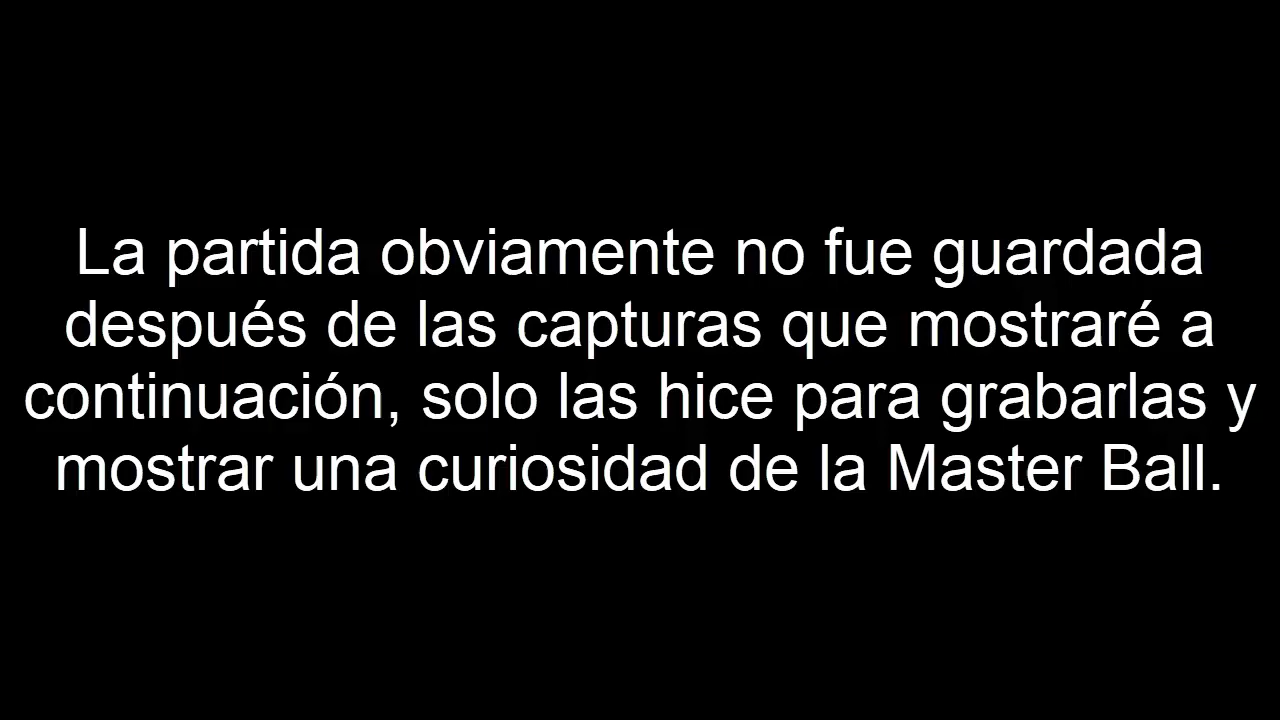 La partida obviamente no fue guardada
después de las capturas que mostraré a
continuación, solo las hice para grabarlas y
mostrar una curiosidad de la Master Ball.